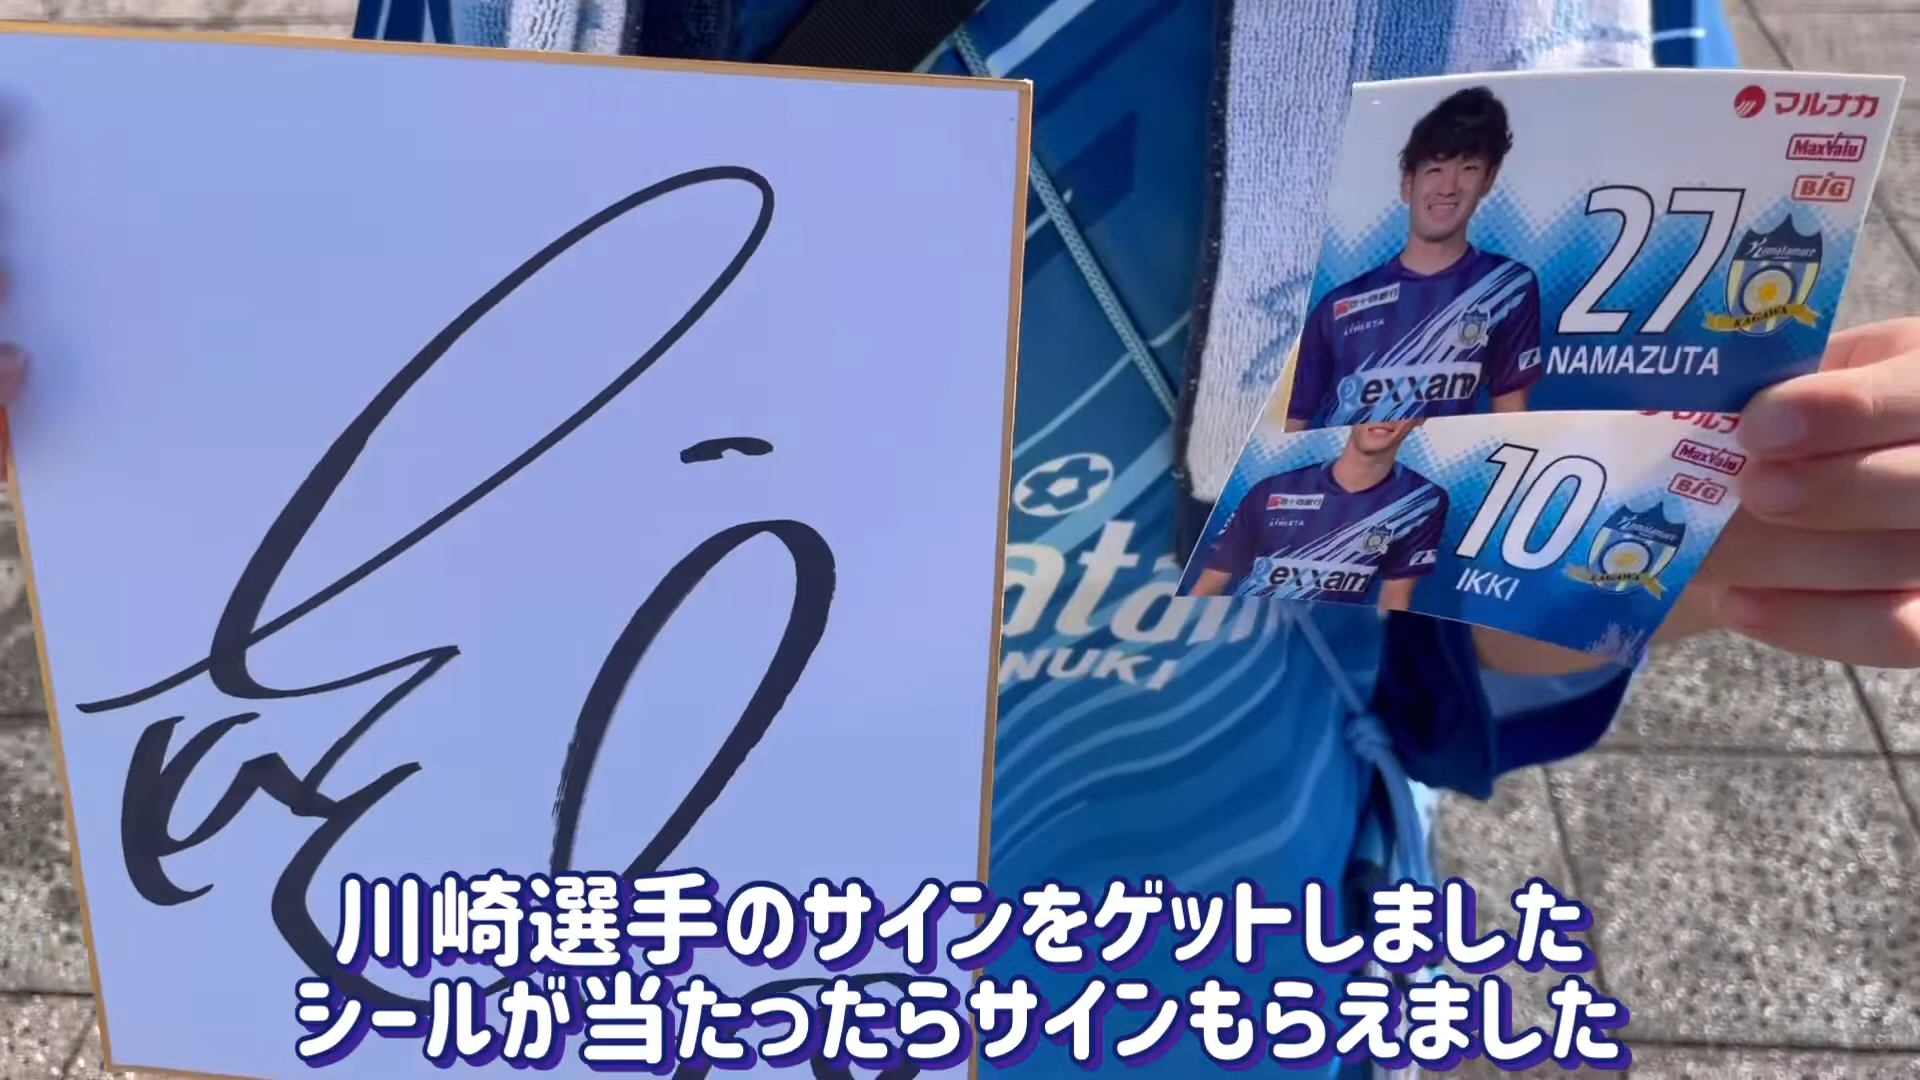 マルナカ
MaxValu
BIG
27
Kamatamare
KAGAWA
NAMAZUTA
ATHLETA
exxam
MaxValu
BIG
10
IKKI
ATHLETA
exxam
NUKI
川崎選手のサインをゲットしました
シールが当たったらサインもらえました